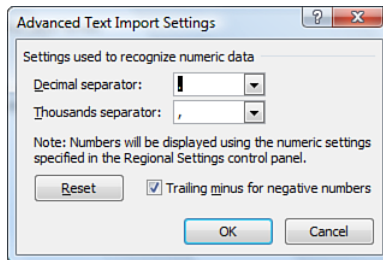 Advanced Text Import Settings
Settings used to recognize numeric data
Decimal separator: .
Thousands separator: ,
Note: Numbers will be displayed using the numeric settings
specified in the Regional Settings control panel.
Reset Trailing minus for negative numbers
OK Cancel